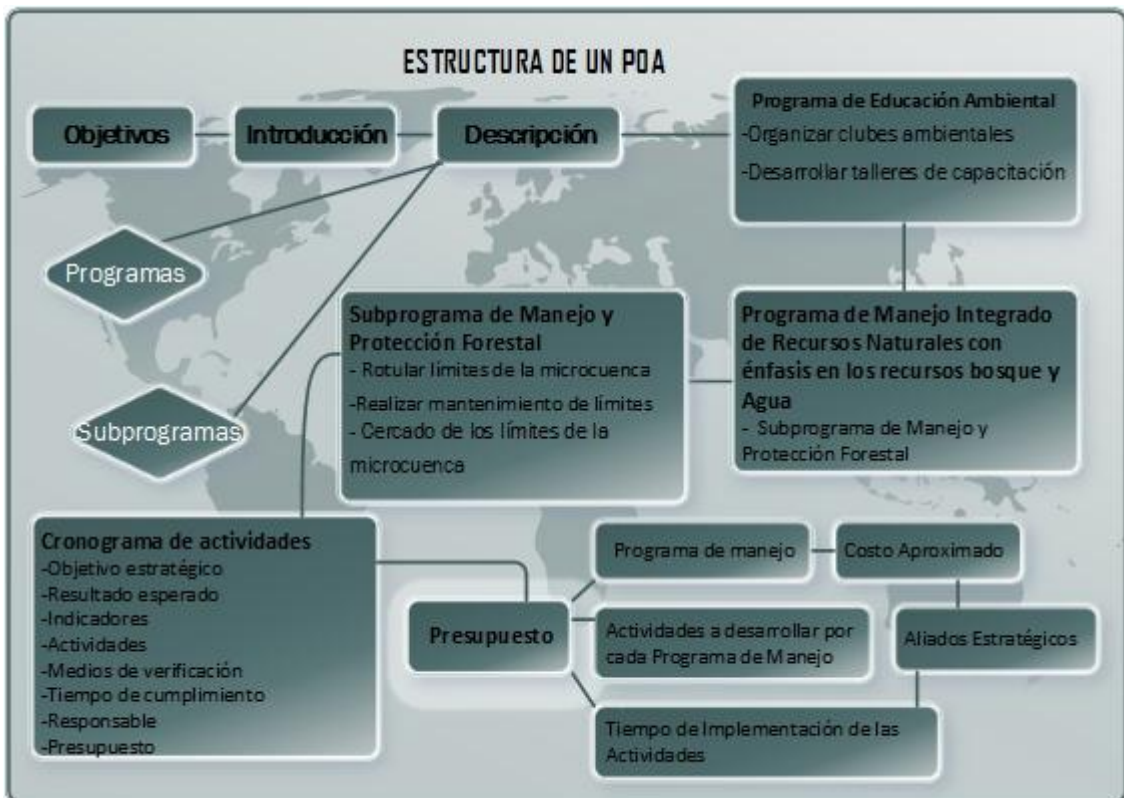 ESTRUCTURA DE UN POA
Objetivos
Introducción
Descripción
Programa de Educación Ambiental
-Organizar clubes ambientales
-Desarrollar talleres de capacitación
Programas
Subprogramas
Subprograma de Manejo y
Protección Forestal
- Rotular límites de la microcuenca
-Realizar mantenimiento de límites
- Cercado de los límites de la
microcuenca
Programa de Manejo Integrado
de Recursos Naturales con
énfasis en los recursos bosque y
Agua
- Subprograma de Manejo y
Protección Forestal
Cronograma de actividades
-Objetivo estratégico
-Resultado esperado
-Indicadores
-Actividades
-Medios de verificación
-Tiempo de cumplimiento
-Responsable
-Presupuesto
Presupuesto
Programa de manejo
Costo Aproximado
Actividades a desarrollar por
cada Programa de Manejo
Aliados Estratégicos
Tiempo de Implementación de las
Actividades